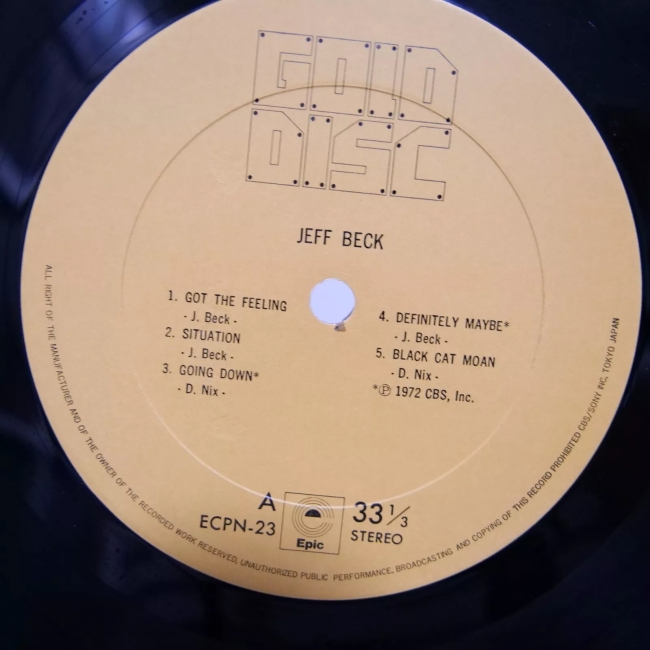 GOLD
DISC
JEFF BECK
1. GOT THE FEELING
- J. Beck -
2. SITUATION
- J. Beck -
3. GOING DOWN*
- D. Nix -
4. DEFINITELY MAYBE*
- J. Beck -
5. BLACK CAT MOAN
- D. Nix -
*Ⓟ 1972 CBS, Inc.
A
ECPN-23
Epic
33 1/3
STEREO
ALL RIGHT OF THE MANUFACTURER AND OF THE OWNER OF THE RECORDED WORK RESERVED, UNAUTHORIZED PUBLIC PERFORMANCE, BROADCASTING AND COPYING OF THIS RECORD PROHIBITED CBS/SONY INC. TOKYO JAPAN